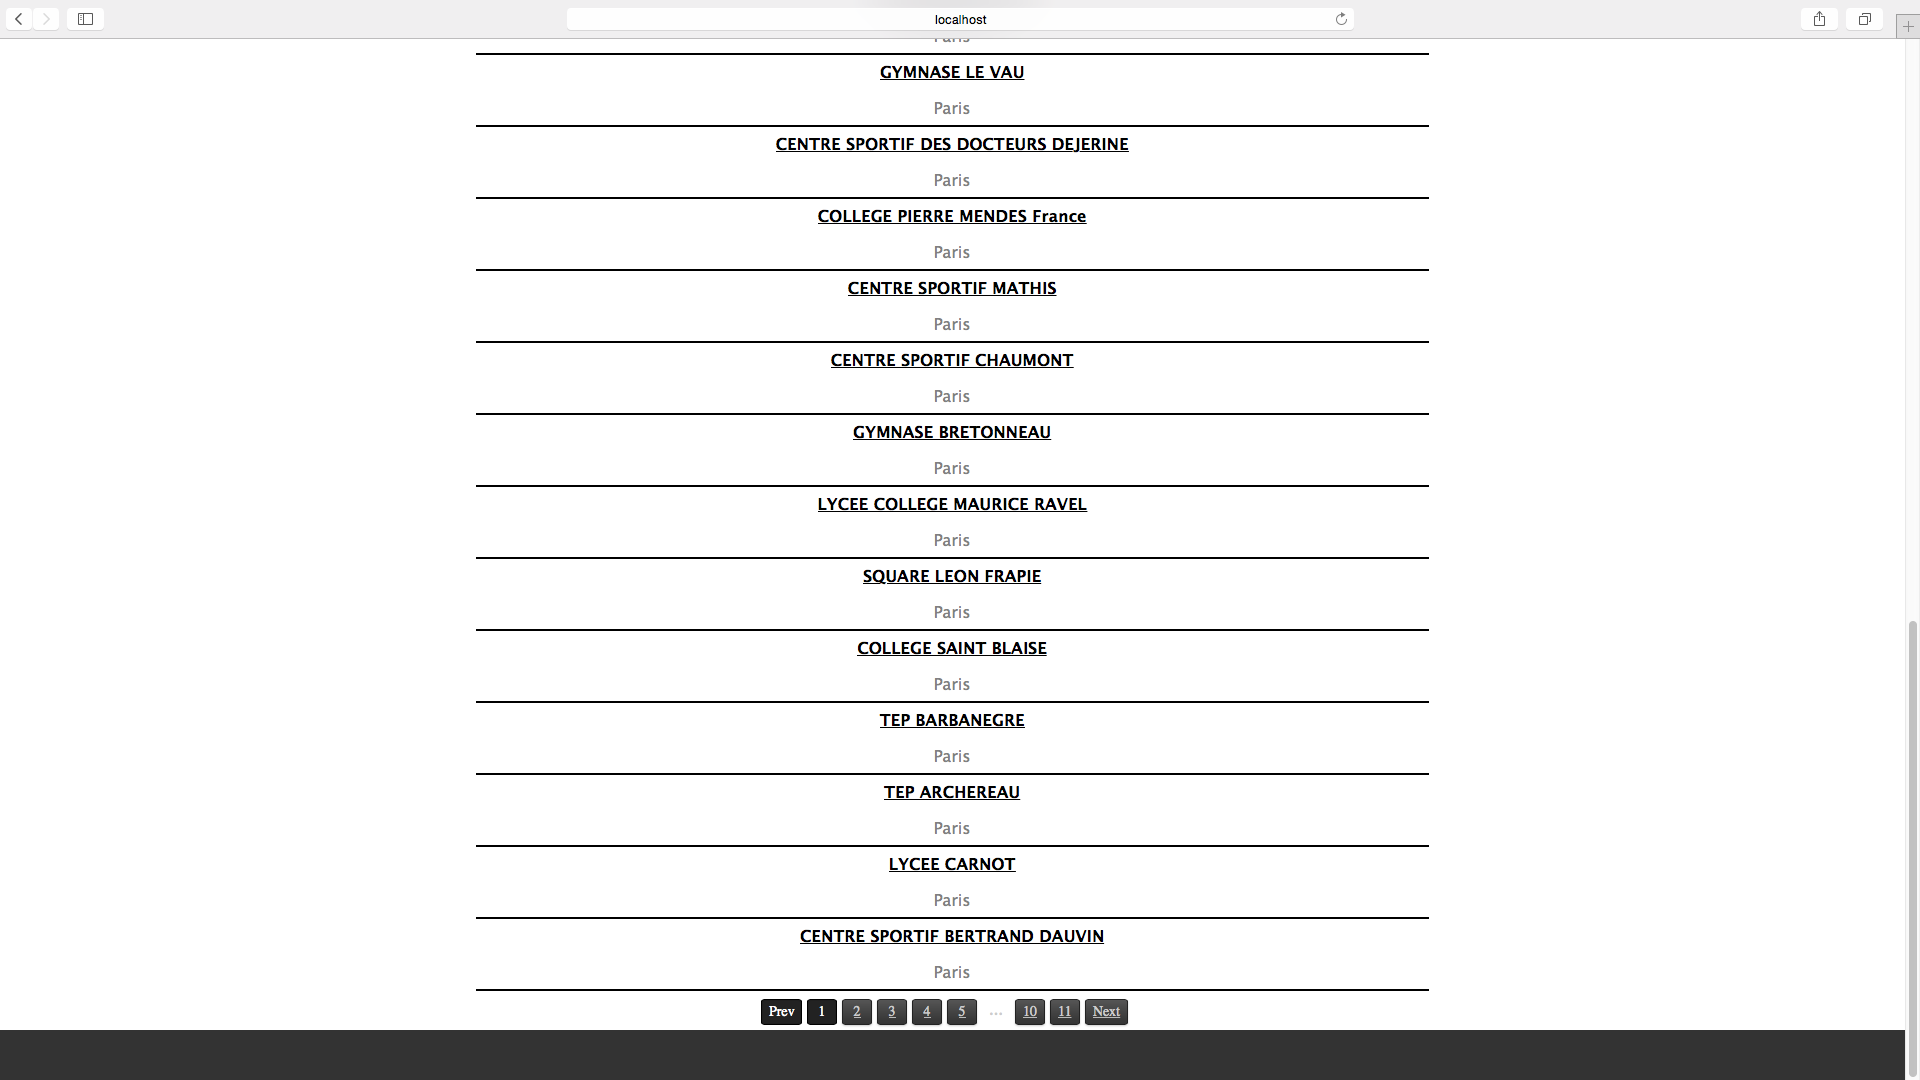 localhost
GYMNASE LE VAU
Paris
CENTRE SPORTIF DES DOCTEURS DEJERINE
Paris
COLLEGE PIERRE MENDES France
Paris
CENTRE SPORTIF MATHIS
Paris
CENTRE SPORTIF CHAUMONT
Paris
GYMNASE BRETONNEAU
Paris
LYCEE COLLEGE MAURICE RAVEL
Paris
SQUARE LEON FRAPIE
Paris
COLLEGE SAINT BLAISE
Paris
TEP BARBANEGRE
Paris
TEP ARCHEREAU
Paris
LYCEE CARNOT
Paris
CENTRE SPORTIF BERTRAND DAUVIN
Paris
Prev 1 2 3 4 5 ... 10 11 Next